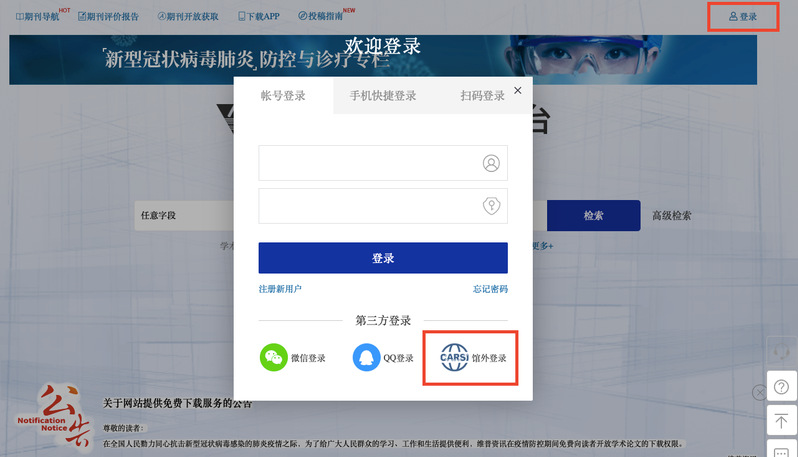 期刊导航 HOT 期刊评价报告 期刊开放获取 下载APP 投稿指南 NEW 登录
欢迎登录
新型冠状病毒肺炎 防控与诊疗专栏
帐号登录 手机快捷登录 扫码登录
台
任意字段 检索 高级检索
学术 更多+
登录
注册新用户 忘记密码
第三方登录
微信登录 QQ登录 CARSI 馆外登录
公告
Notification
Notice
关于网站提供免费下载服务的公告
尊敬的读者：
在全国人民勠力同心抗击新型冠状病毒感染的肺炎疫情之际，为了给广大人民群众的学习、工作和生活提供便利，维普资讯在疫情防控期间免费向读者开放学术论文的下载权限。